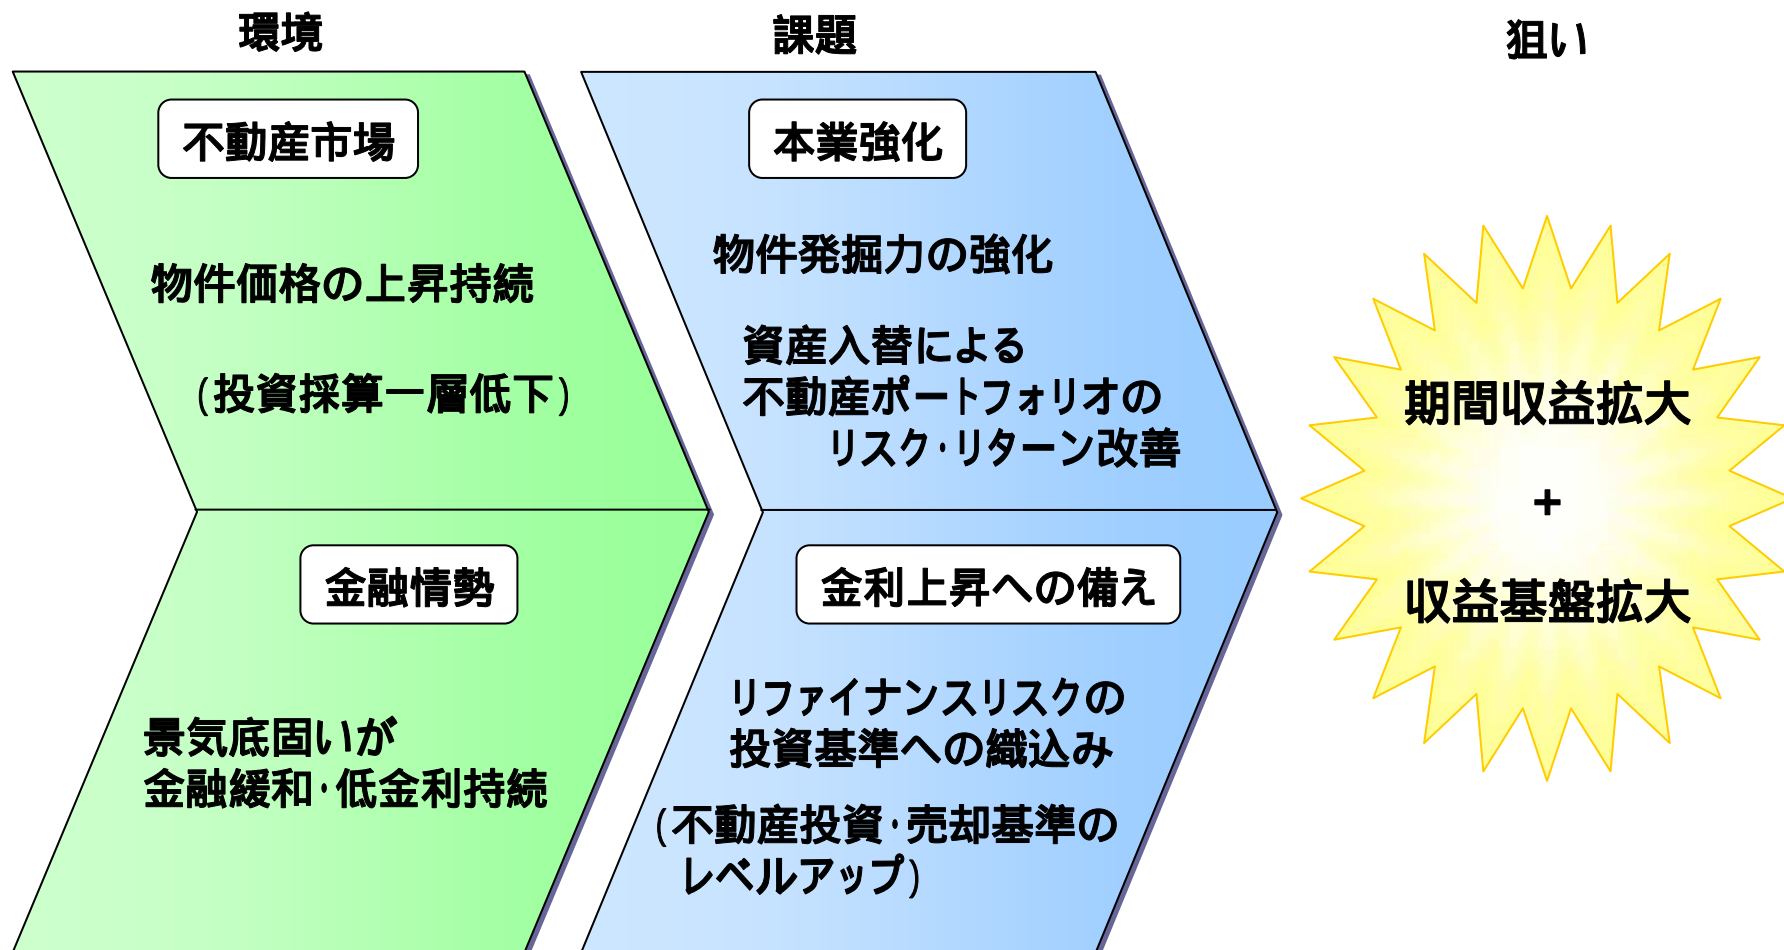 環境
不動産市場
物件価格の上昇持続
(投資採算一層低下)
金融情勢
景気底固いが
金融緩和・低金利持続
課題
本業強化
物件発掘力の強化
資産入替による
不動産ポートフォリオの
リスク・リターン改善
金利上昇への備え
リファイナンスリスクの
投資基準への織込み
(不動産投資・売却基準の
レベルアップ)
狙い
期間収益拡大
+
収益基盤拡大